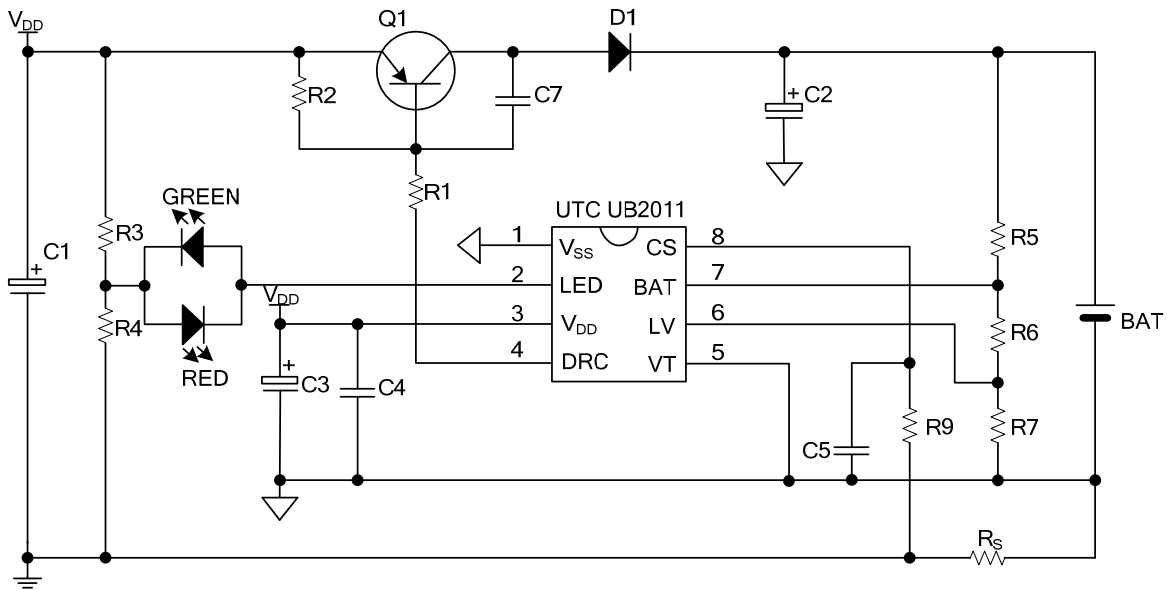 VDD
Q1
D1
R2
C7
+ C2
R1
GREEN
UTC UB2011
R3
C1
+
1
VSS
CS
8
R5
2
LED
BAT
7
VDD
R4
3
VDD
LV
6
R6
BAT
RED
+
C3
C4
4
DRC
VT
5
C5
R9
R7
RS